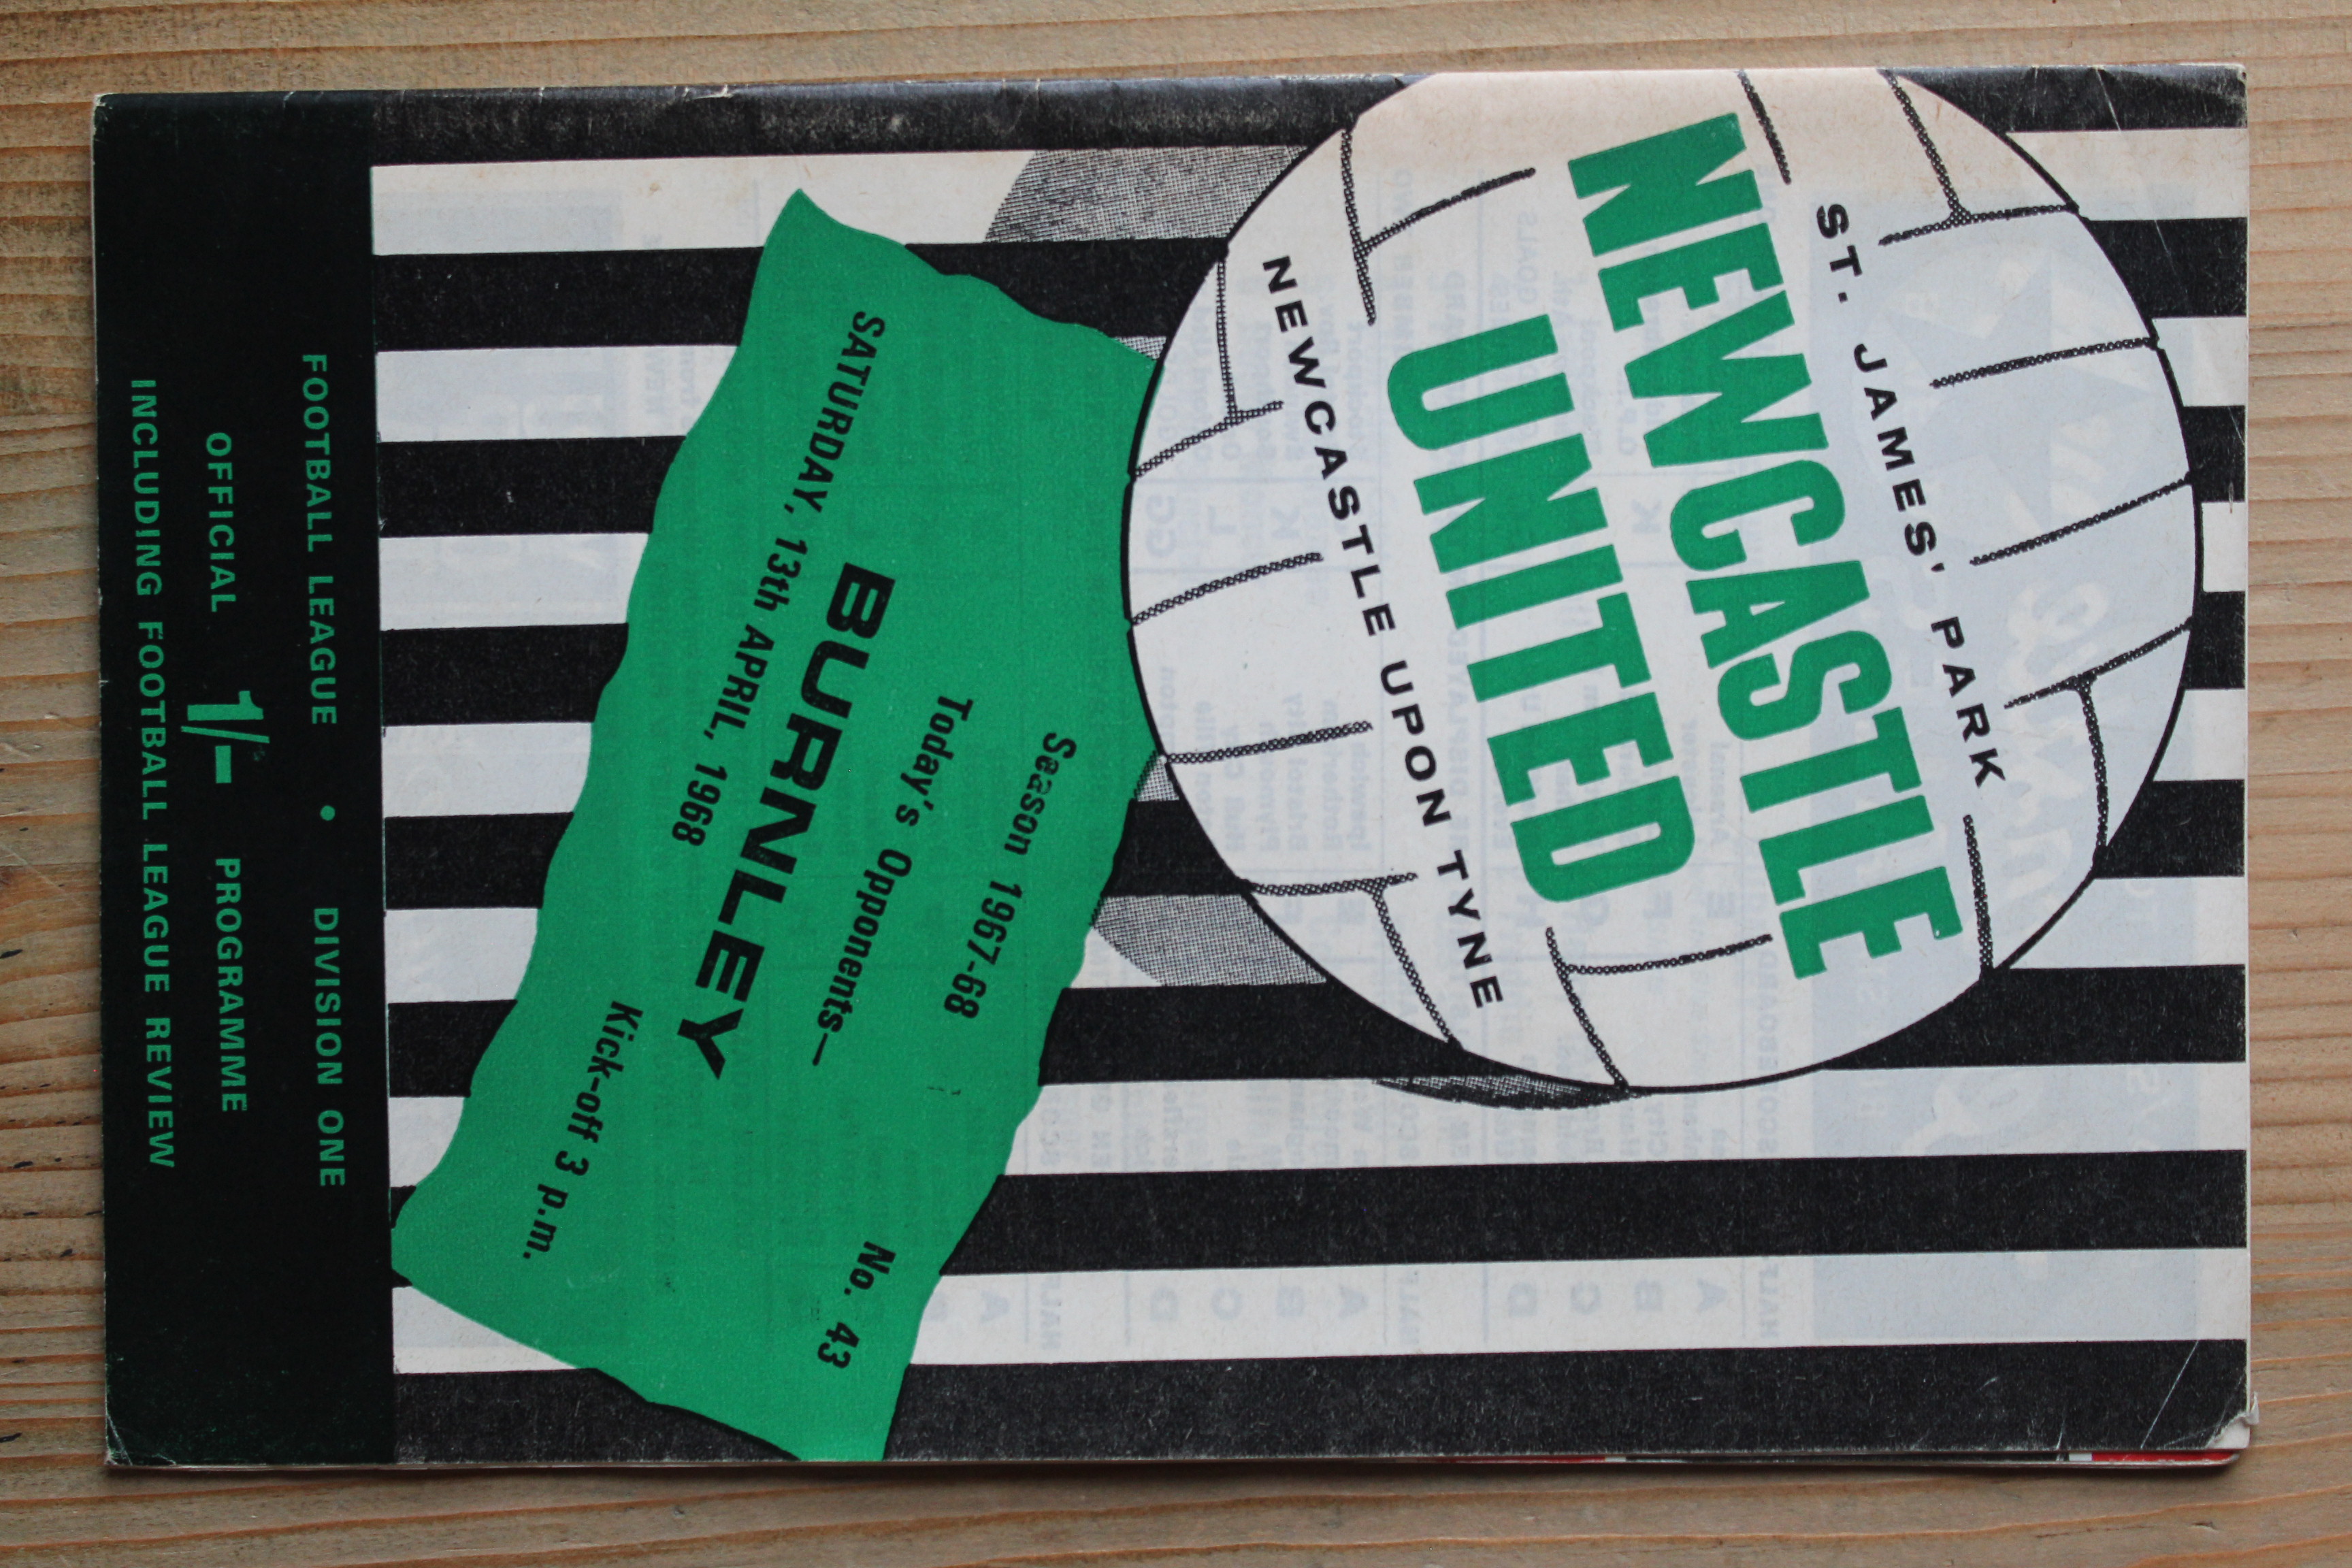 ST. JAMES' PARK
NEWCASTLE
UNITED
NEWCASTLE UPON TYNE
Season 1967-68 No. 43
Today's Opponents—
BURNLEY
SATURDAY, 13th APRIL, 1968
Kick-off 3 p.m.
FOOTBALL LEAGUE • DIVISION ONE
OFFICIAL 1/- PROGRAMME
INCLUDING FOOTBALL LEAGUE REVIEW